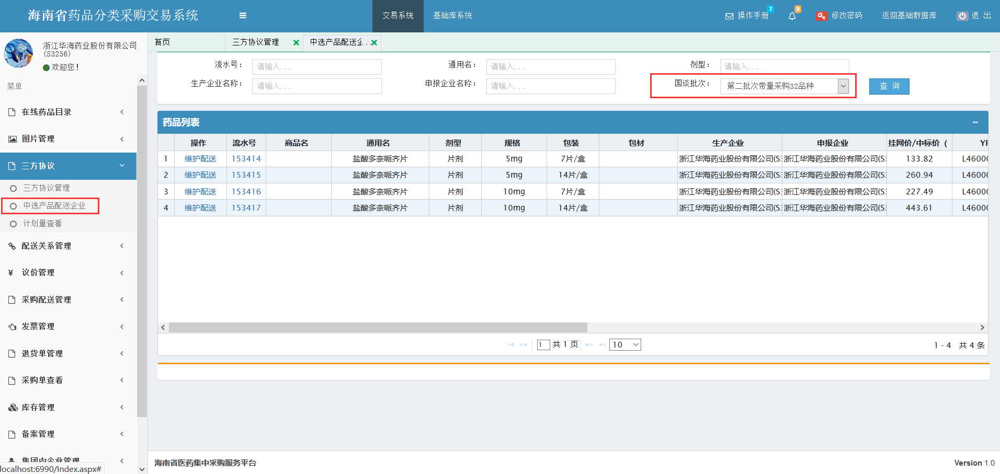 海南省药品分类采购交易系统
交易系统
基础库系统
操作手册 7
0
修改密码
返回基础数据库
退 出
浙江华海药业股份有限公司
(S3256)
欢迎您!
菜单
在线药品目录
图片管理
三方协议
三方协议管理
中选产品配送企业
计划量查看
配送关系管理
议价管理
采购配送管理
发票管理
退货单管理
采购单查看
库存管理
备案管理
集团内企业管理
localhost:6990/Index.aspx#
首页
三方协议管理
中选产品配送企..
流水号: 请输入...
通用名: 请输入...
剂型: 请输入...
生产企业名称: 请输入...
申报企业名称: 请输入...
国谈批次: 第二批次带量采购32品种
查 询
药品列表
操作 流水号 商品名 通用名 剂型 规格 包装 包材 生产企业 申报企业 挂网价/中标价 (
1 维护配送 153414 盐酸多奈哌齐片 片剂 5mg 7片/盒 浙江华海药业股份有限公司(S 浙江华海药业股份有限公司(S 133.82 L4600
2 维护配送 153415 盐酸多奈哌齐片 片剂 5mg 14片/盒 浙江华海药业股份有限公司(S 浙江华海药业股份有限公司(S 260.94 L4600
3 维护配送 153416 盐酸多奈哌齐片 片剂 10mg 7片/盒 浙江华海药业股份有限公司(S 浙江华海药业股份有限公司(S 227.49 L4600
4 维护配送 153417 盐酸多奈哌齐片 片剂 10mg 14片/盒 浙江华海药业股份有限公司(S 浙江华海药业股份有限公司(S 443.61 L4600
1 共 1 页 10
1 - 4 共 4 条
海南省医药集中采购服务平台
Version 1.0